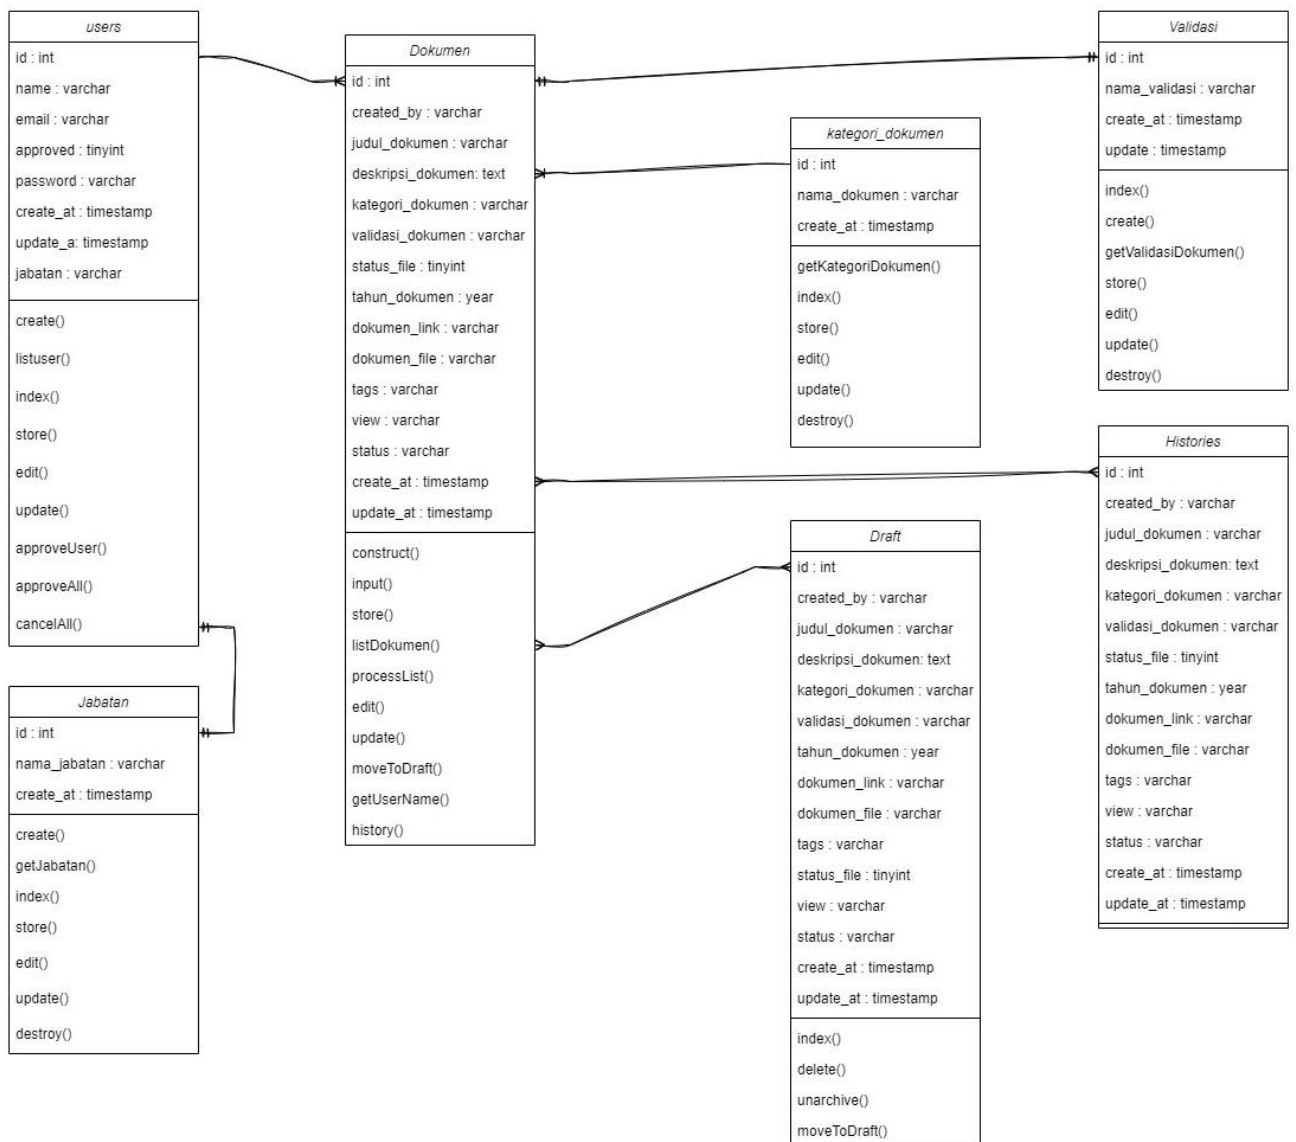 users
id : int
name : varchar
email : varchar
approved : tinyint
password : varchar
create_at : timestamp
update_a: timestamp
jabatan : varchar
create()
listuser()
index()
store()
edit()
update()
approveUser()
approveAll()
cancelAll()
Jabatan
id : int
nama_jabatan : varchar
create_at : timestamp
create()
getJabatan()
index()
store()
edit()
update()
destroy()
Dokumen
id : int
created_by : varchar
judul_dokumen : varchar
deskripsi_dokumen: text
kategori_dokumen : varchar
validasi_dokumen : varchar
status_file : tinyint
tahun_dokumen : year
dokumen_link : varchar
dokumen_file : varchar
tags : varchar
view : varchar
status : varchar
create_at : timestamp
update_at : timestamp
construct()
input()
store()
listDokumen()
processList()
edit()
update()
moveToDraft()
getUserName()
history()
kategori_dokumen
id : int
nama_dokumen : varchar
create_at : timestamp
getKategoriDokumen()
index()
store()
edit()
update()
destroy()
Draft
id : int
created_by : varchar
judul_dokumen : varchar
deskripsi_dokumen: text
kategori_dokumen : varchar
validasi_dokumen : varchar
tahun_dokumen : year
dokumen_link : varchar
dokumen_file : varchar
tags : varchar
status_file : tinyint
view : varchar
status : varchar
create_at : timestamp
update_at : timestamp
index()
delete()
unarchive()
moveToDraft()
Validasi
id : int
nama_validasi : varchar
create_at : timestamp
update : timestamp
index()
create()
getValidasiDokumen()
store()
edit()
update()
destroy()
Histories
id : int
created_by : varchar
judul_dokumen : varchar
deskripsi_dokumen: text
kategori_dokumen : varchar
validasi_dokumen : varchar
status_file : tinyint
tahun_dokumen : year
dokumen_link : varchar
dokumen_file : varchar
tags : varchar
view : varchar
status : varchar
create_at : timestamp
update_at : timestamp